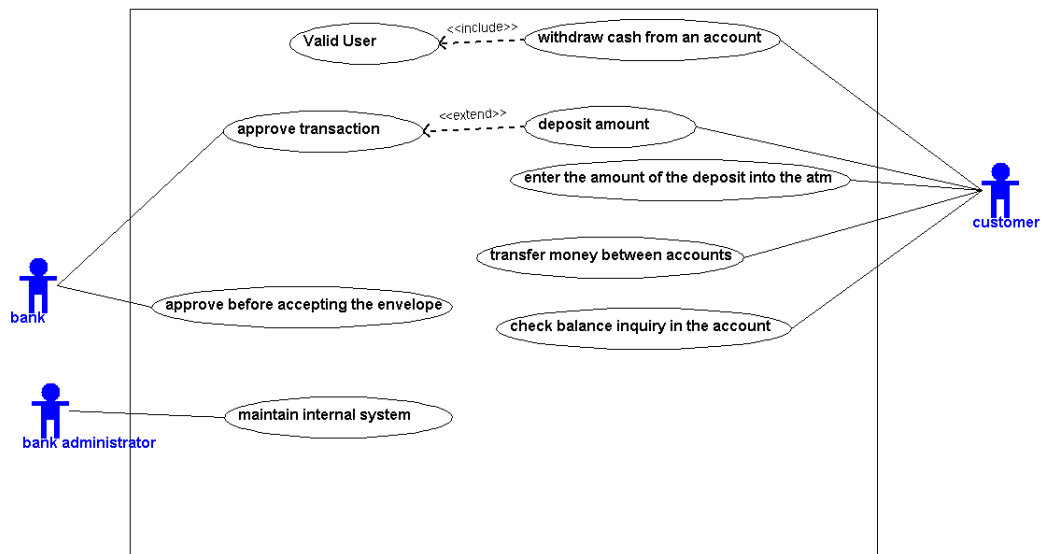 <<include>>
Valid User
withdraw cash from an account
<<extend>>
approve transaction
deposit amount
enter the amount of the deposit into the atm
customer
transfer money between accounts
approve before accepting the envelope
bank
check balance inquiry in the account
maintain internal system
bank administrator